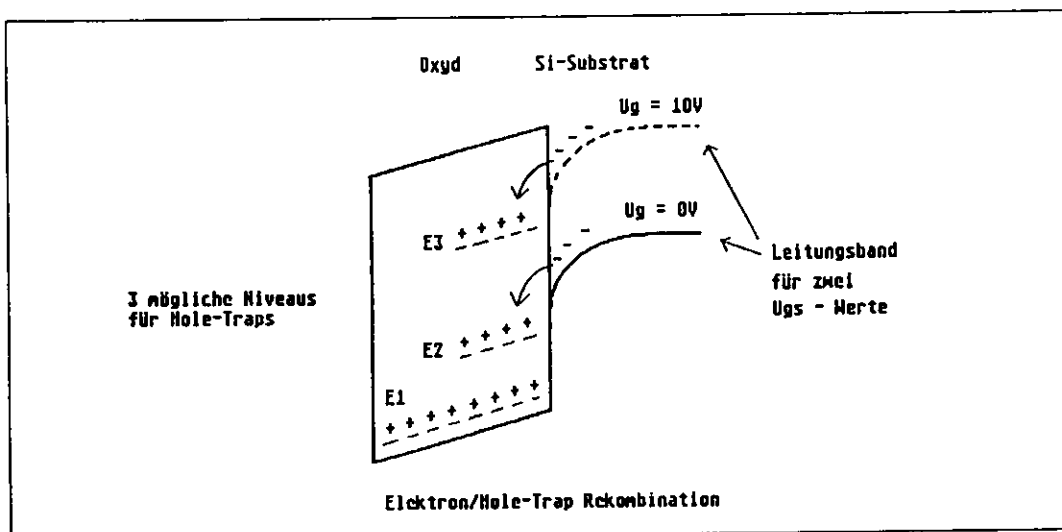 Oxyd Si-Substrat
Ug = 10V
E3
Ug = 0V
Leitungsband
für zwei
Ugs - Werte
3 mögliche Niveaus
für Hole-Traps
E2
E1
Elektron/Hole-Trap Rekombination